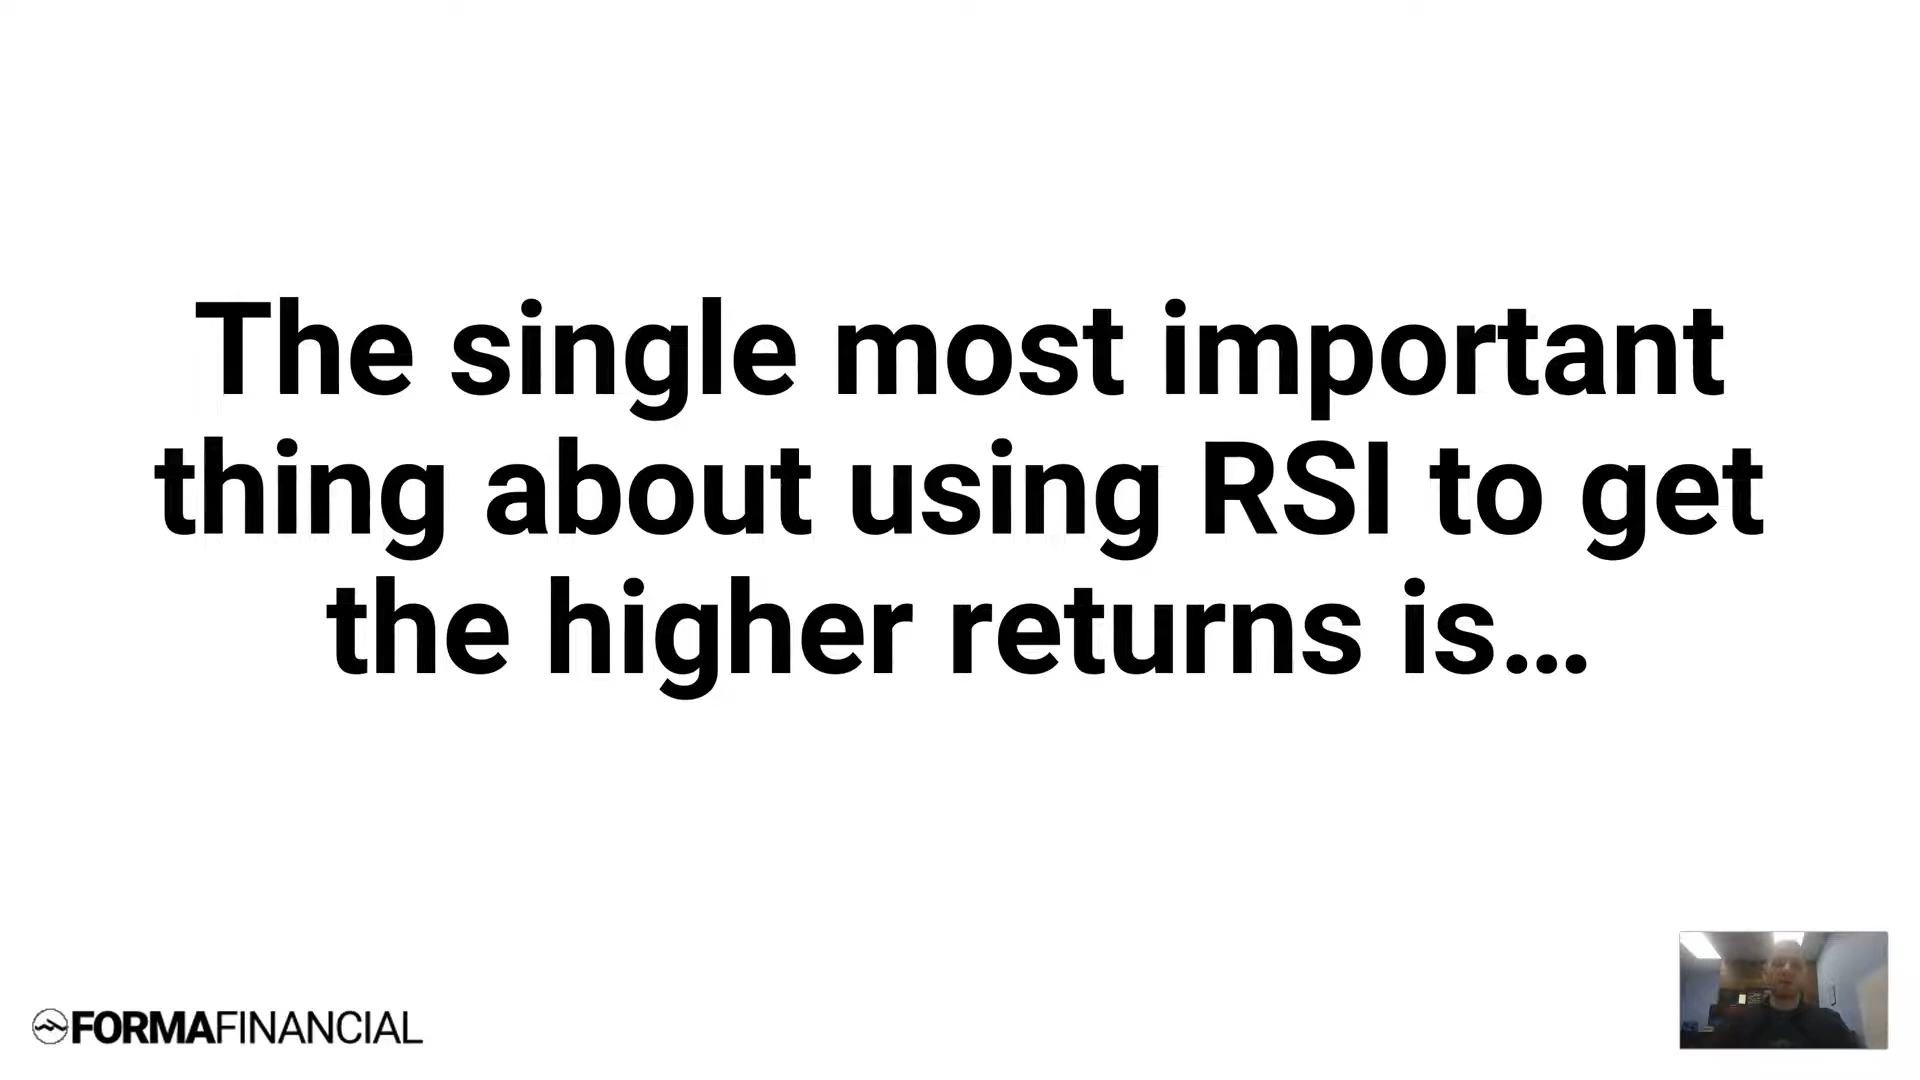 The single most important
thing about using RSI to get
the higher returns is...
FORMAFINANCIAL